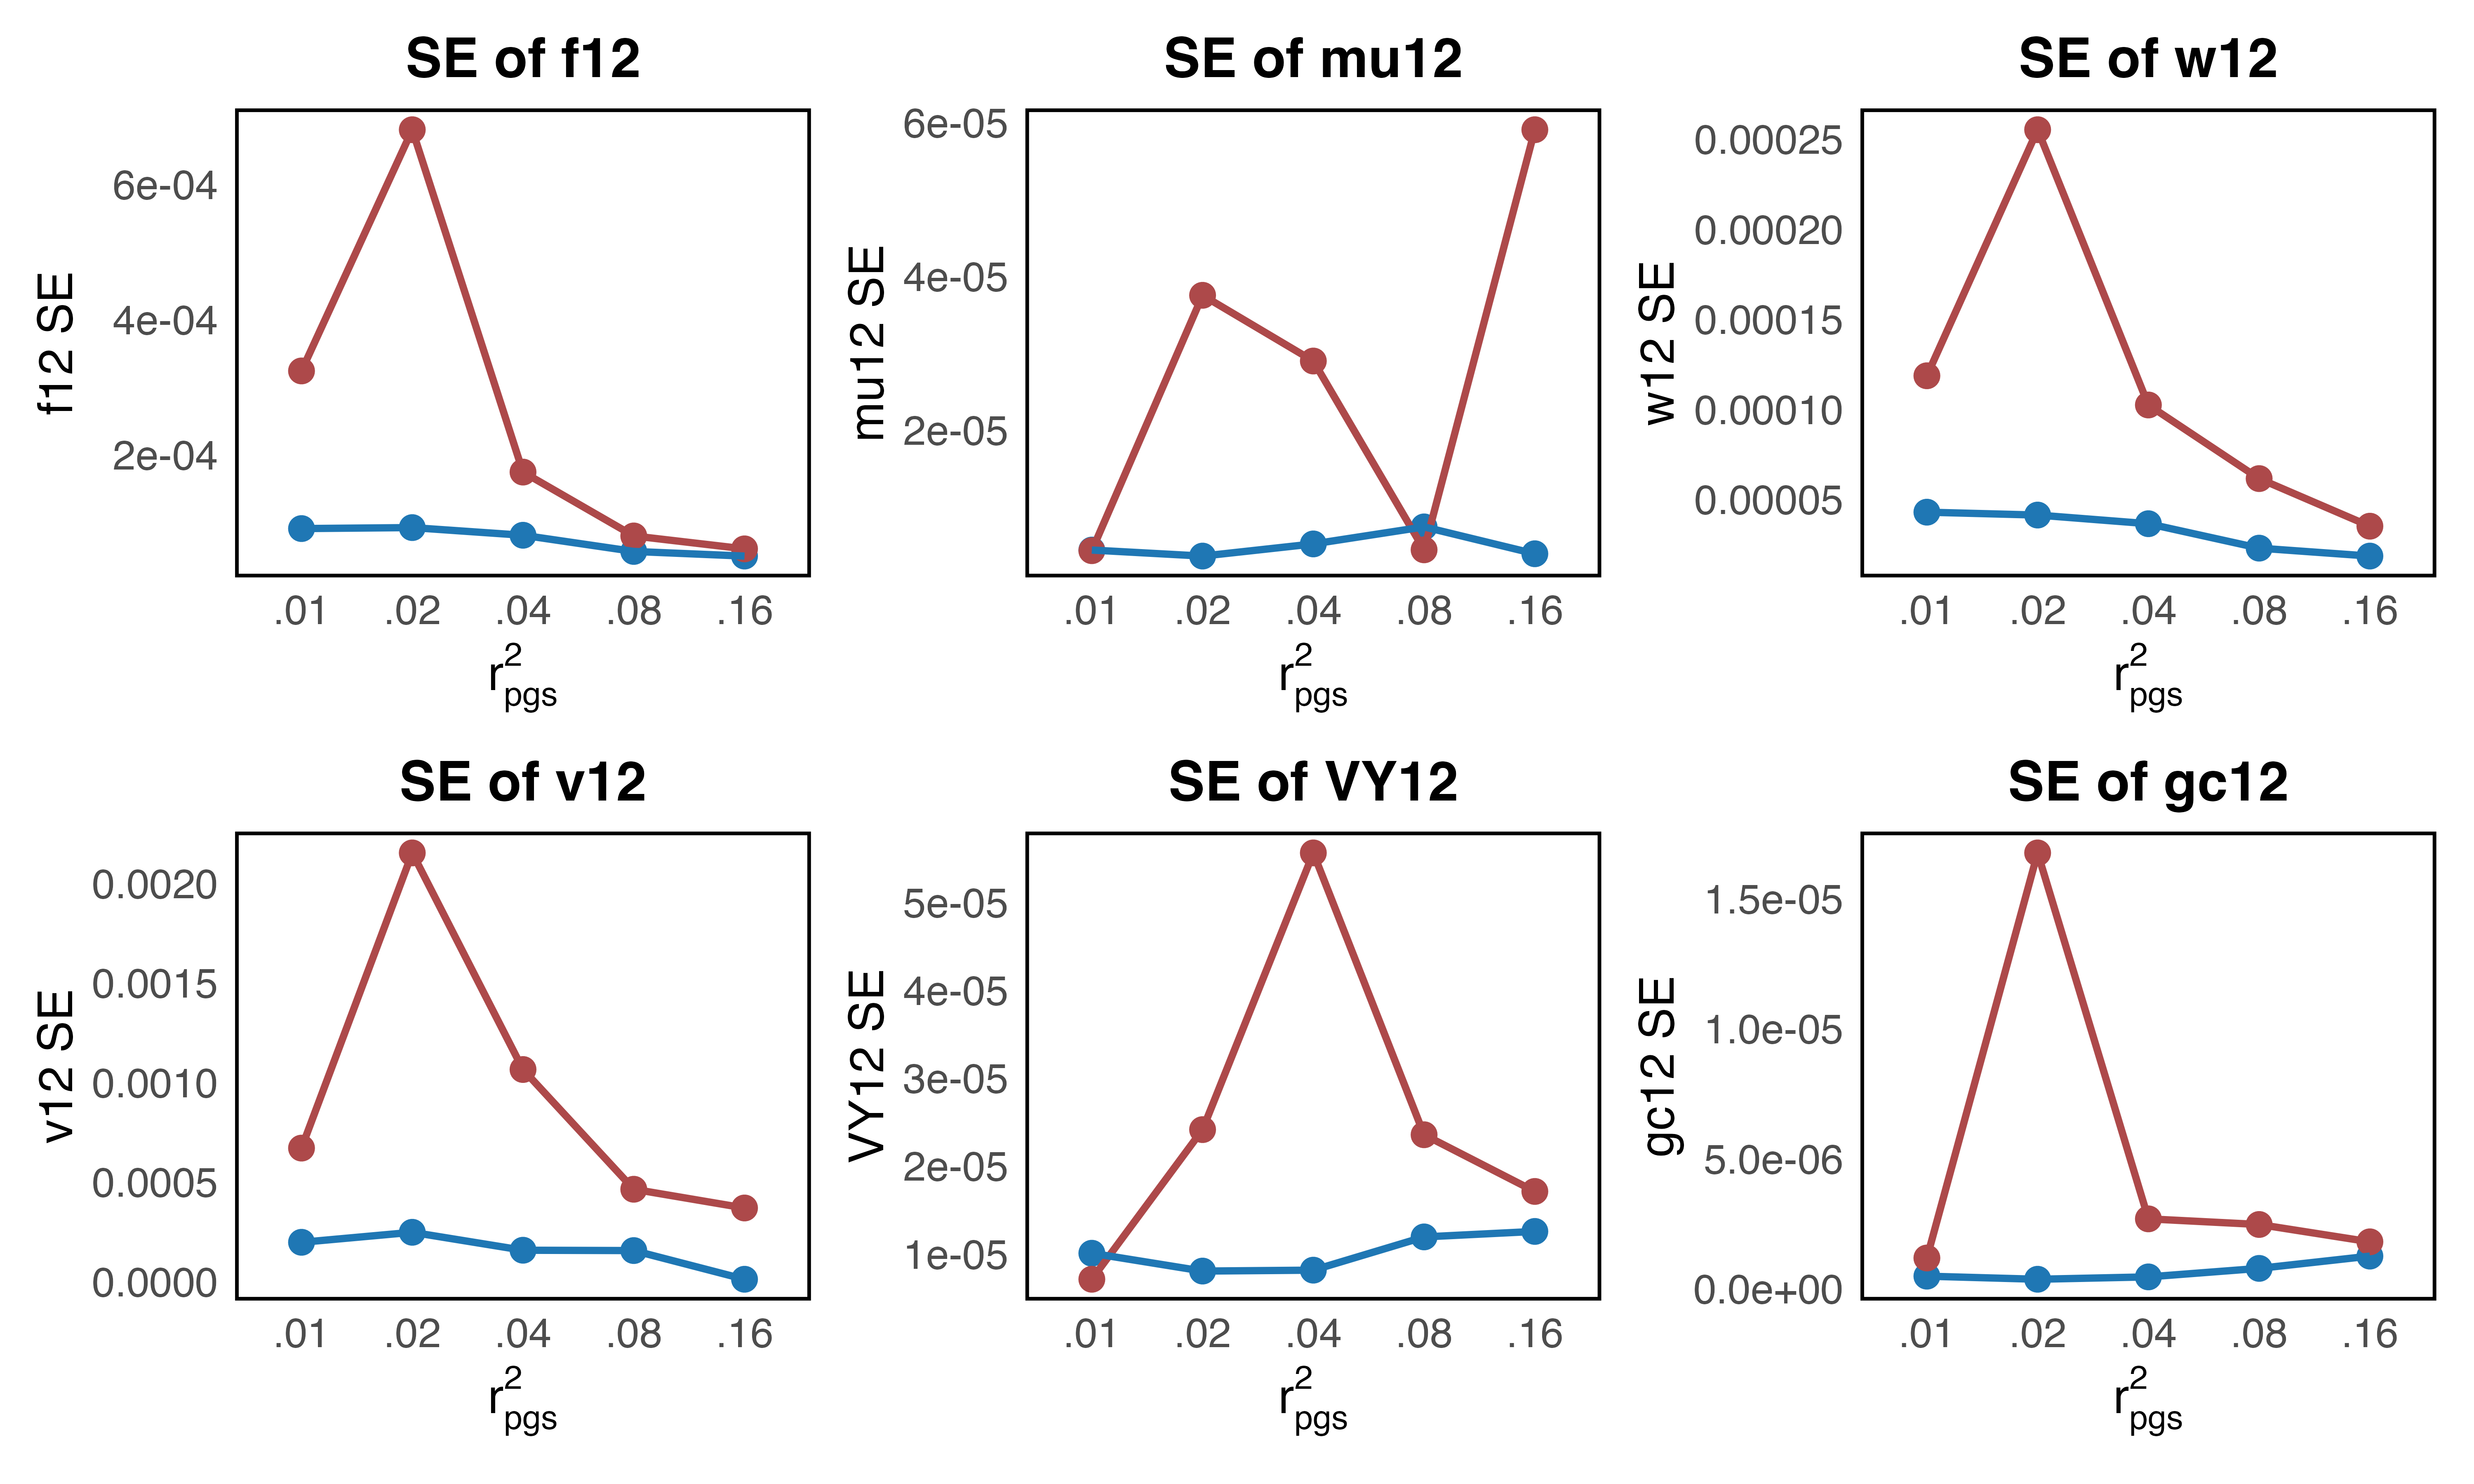 SE of f12
f12 SE
6e-04
4e-04
2e-04
.01 .02 .04 .08 .16
r²pgs
SE of mu12
mu12 SE
6e-05
4e-05
2e-05
.01 .02 .04 .08 .16
r²pgs
SE of w12
w12 SE
0.00025
0.00020
0.00015
0.00010
0.00005
.01 .02 .04 .08 .16
r²pgs
SE of v12
v12 SE
0.0020
0.0015
0.0010
0.0005
0.0000
.01 .02 .04 .08 .16
r²pgs
SE of VY12
VY12 SE
5e-05
4e-05
3e-05
2e-05
1e-05
.01 .02 .04 .08 .16
r²pgs
SE of gc12
gc12 SE
1.5e-05
1.0e-05
5.0e-06
0.0e+00
.01 .02 .04 .08 .16
r²pgs